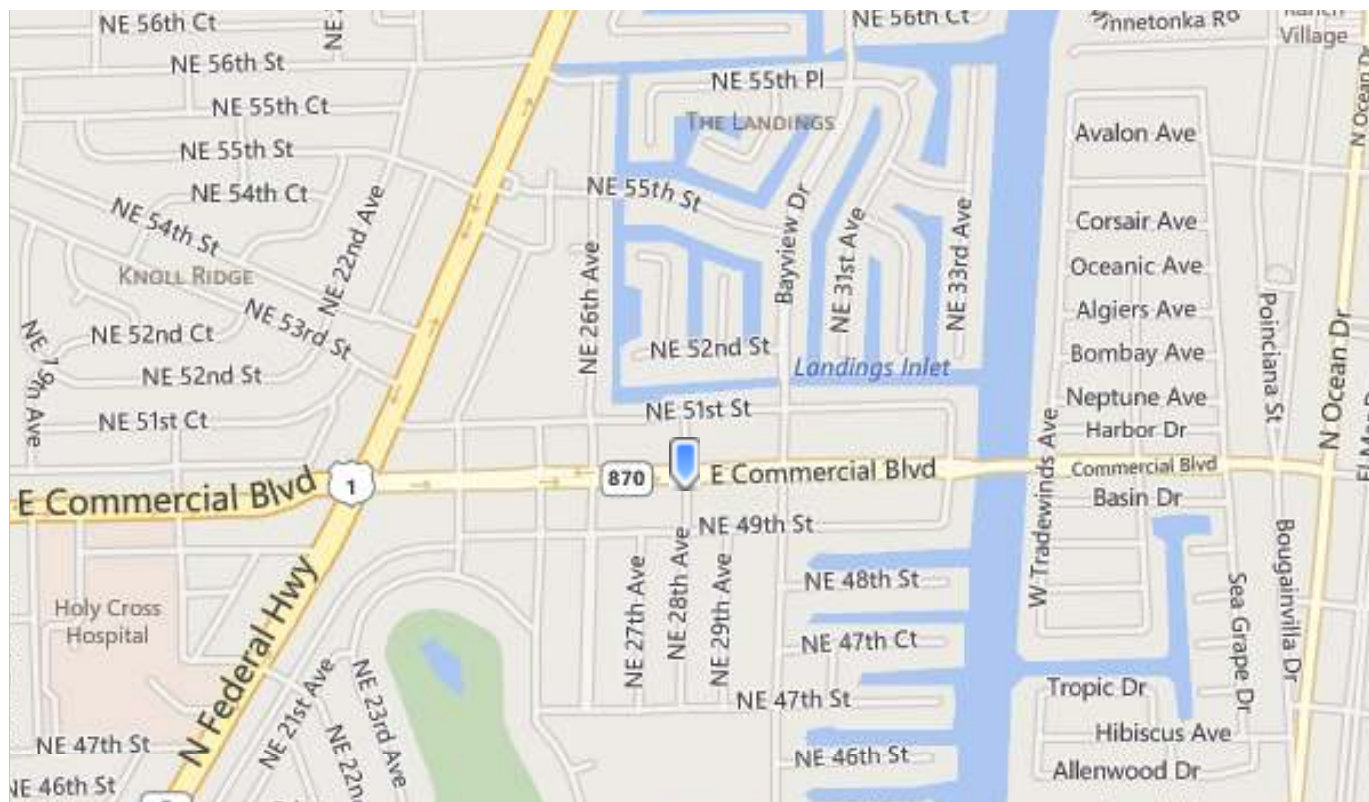 NE 56th Ct
NE 56th Ct
Village
NE 56th St
NE 55th Pl
NE 55th Ct
THE LANDINGS
Avalon Ave
N Ocean Dr
NE 55th St
NE 54th Ct
NE 55th St
NE 54th St
NE 22nd Ave
Bayview Dr
NE 31st Ave
NE 33rd Ave
Corsair Ave
KNOLL RIDGE
NE 26th Ave
Oceanic Ave
NE 53rd St
Algiers Ave
Poinciana St
NE 52nd Ct
NE 52nd St
Bombay Ave
N Ocean Dr
NE 19th Ave
NE 52nd St
Landings Inlet
Neptune Ave
NE 51st Ct
NE 51st St
Harbor Dr
E Commercial Blvd
1
870
E Commercial Blvd
Commercial Blvd
Basin Dr
W Tradewinds Ave
NE 49th St
Bougainvilla Dr
NE 48th St
Sea Grape Dr
Holy Cross
Hospital
N Federal Hwy
NE 27th Ave
NE 28th Ave
NE 29th Ave
NE 47th Ct
NE 21st Ave
NE 23rd Ave
NE 47th St
Tropic Dr
NE 47th St
Hibiscus Ave
NE 46th St
NE 46th St
Allenwood Dr